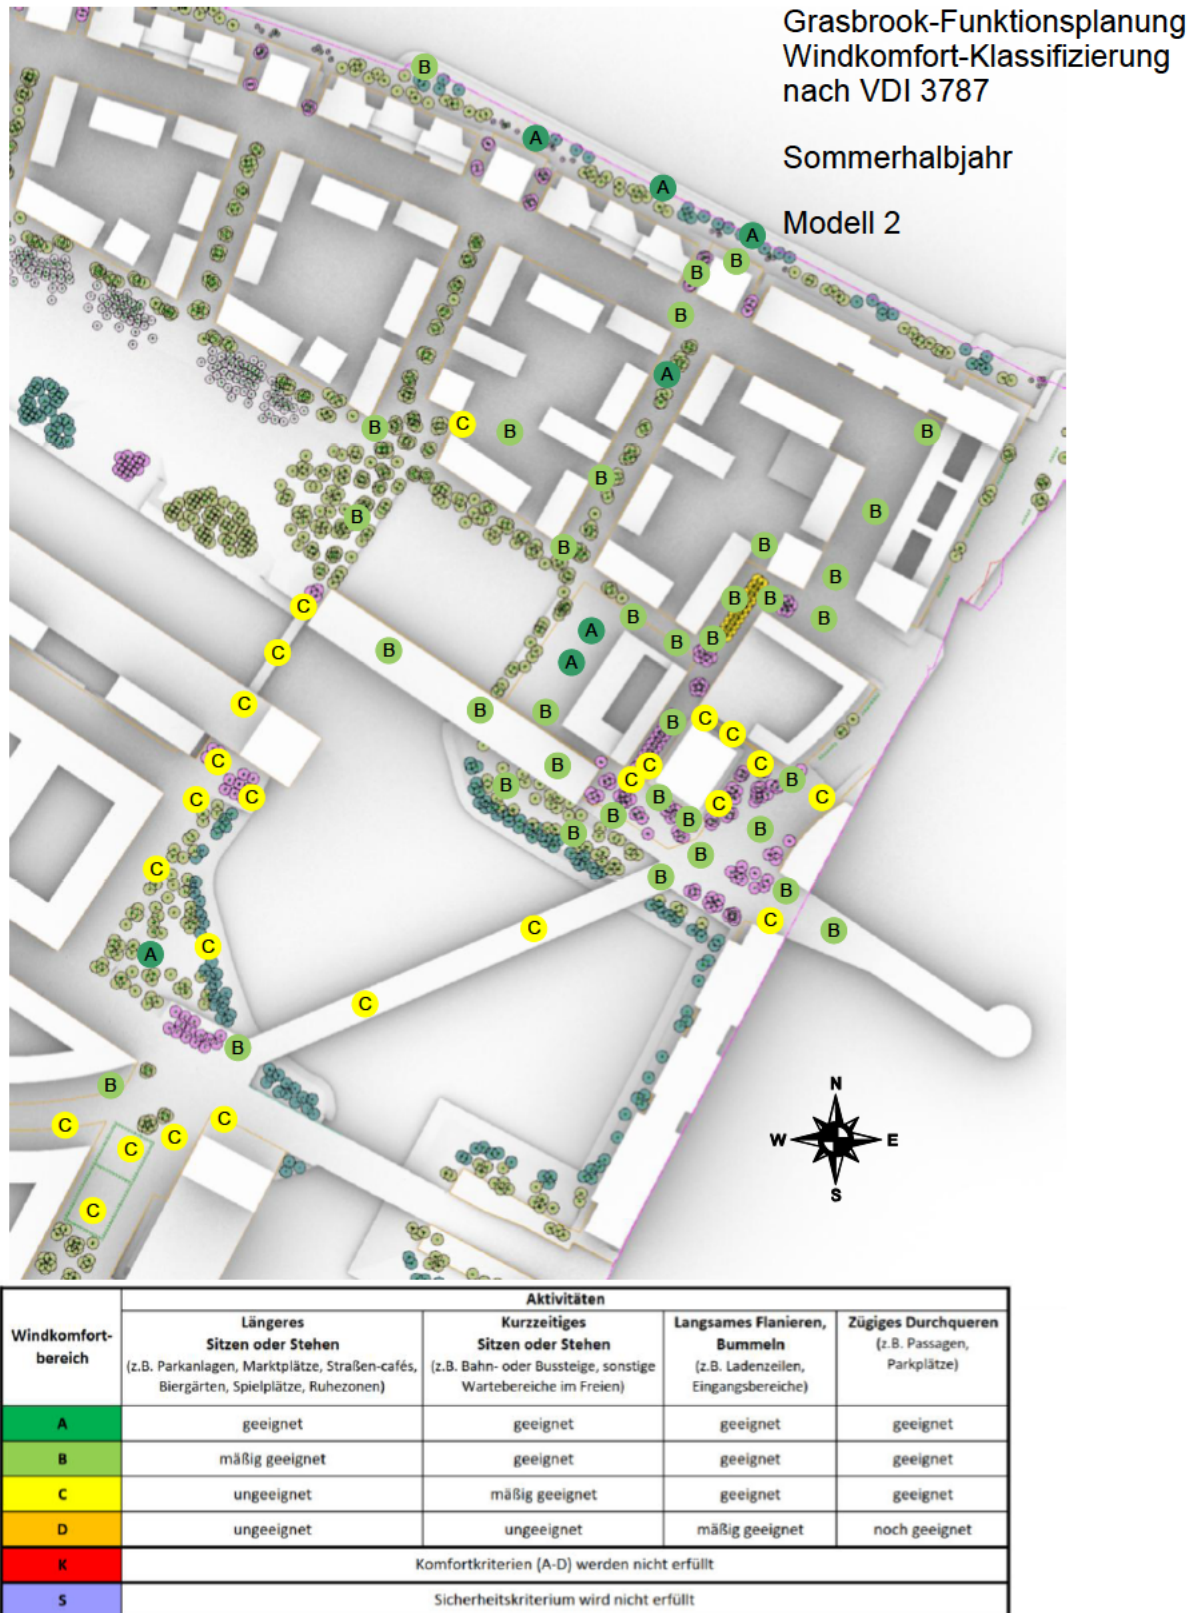 Grasbrook-Funktionsplanung
Windkomfort-Klassifizierung
nach VDI 3787
Sommerhalbjahr
Modell 2
B
A
A
A
B
B
B
A
B
C
B
B
B
B
B
B
B
B
B
B
B
C
B
A
B
B
B
C
B
A
C
B
B
B
C
C
B
C
B
C
C
C
B
C
C
B
B
C
C
B
B
B
B
C
B
B
B
C
C
C
B
A
C
B
B
C
C
C
C
C
N
W E
S
Aktivitäten
Windkomfort-
bereich
Längeres
Sitzen oder Stehen
(z.B. Parkanlagen, Marktplätze, Straßen-cafés,
Biergärten, Spielplätze, Ruhezonen)
Kurzzeitiges
Sitzen oder Stehen
(z.B. Bahn- oder Bussteige, sonstige
Wartebereiche im Freien)
Langsames Flanieren,
Bummeln
(z.B. Ladenzeilen,
Eingangsbereiche)
Zügiges Durchqueren
(z.B. Passagen,
Parkplätze)
A geeignet geeignet geeignet geeignet
B mäßig geeignet geeignet geeignet geeignet
C ungeeignet mäßig geeignet geeignet geeignet
D ungeeignet ungeeignet mäßig geeignet noch geeignet
K Komfortkriterien (A-D) werden nicht erfüllt
S Sicherheitskriterium wird nicht erfüllt